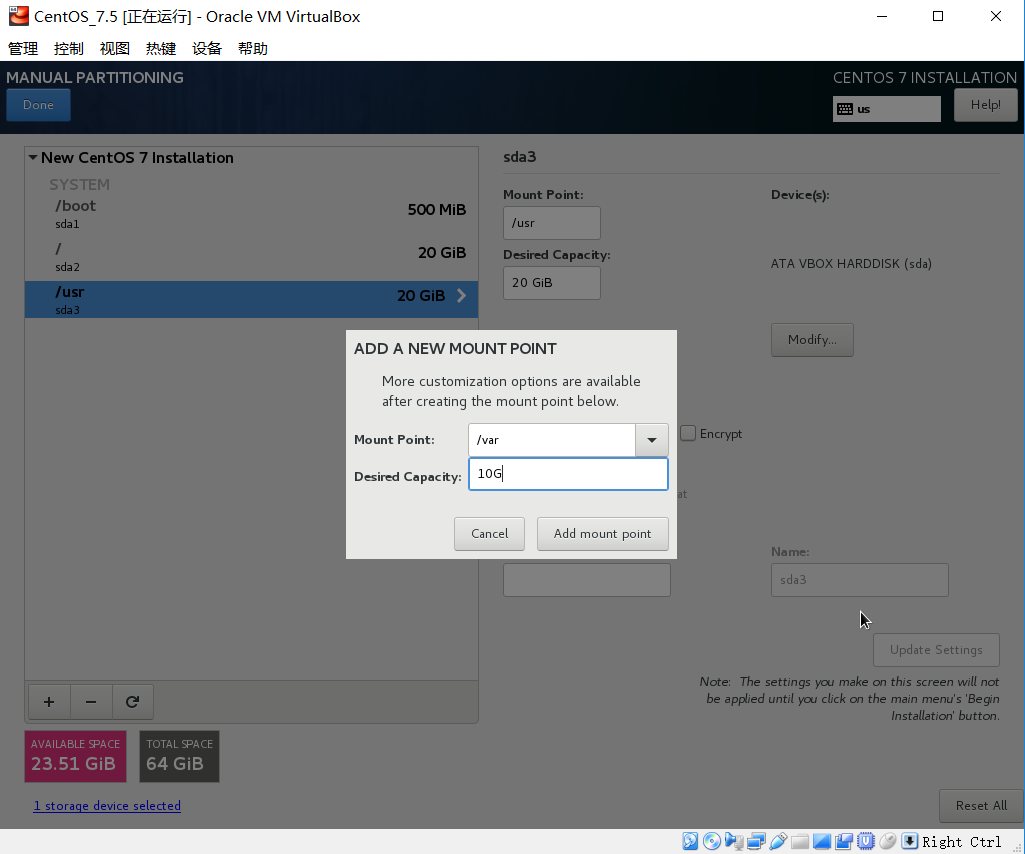 CentOS_7.5 [正在运行] - Oracle VM VirtualBox
管理 控制 视图 热键 设备 帮助
MANUAL PARTITIONING
CENTOS 7 INSTALLATION
Done
us
Help!
New CentOS 7 Installation
SYSTEM
/boot
500 MiB
sda1
/
20 GiB
sda2
/usr
20 GiB
sda3
sda3
Mount Point:
/usr
Desired Capacity:
20 GiB
Device(s):
ATA VBOX HARDDISK (sda)
Modify...
ADD A NEW MOUNT POINT
More customization options are available
after creating the mount point below.
Mount Point:
/var
Desired Capacity:
10G
Cancel
Add mount point
Encrypt
at
Name:
sda3
Update Settings
Note: The settings you make on this screen will not
be applied until you click on the main menu's 'Begin
Installation' button.
+ −
AVAILABLE SPACE
23.51 GiB
TOTAL SPACE
64 GiB
1 storage device selected
Reset All
Right Ctrl